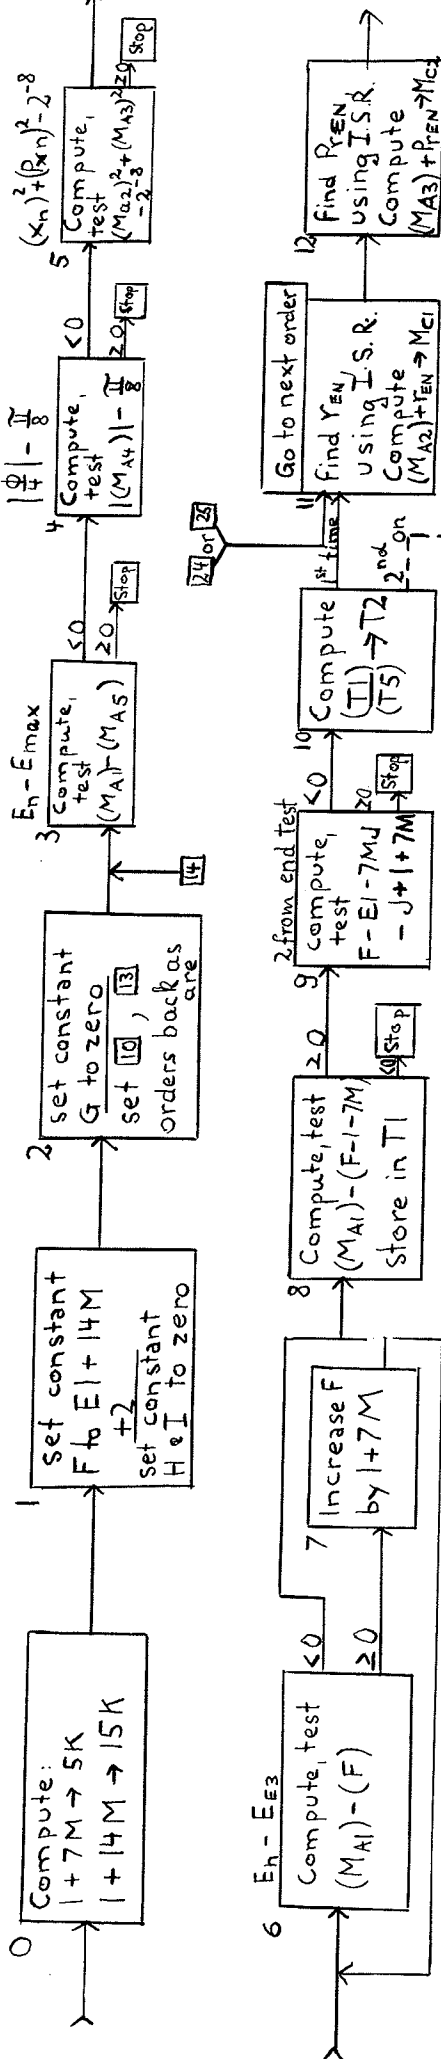 0
Compute:
1+7M→5K
1+14M→15K
1
set constant
F to E1+14M
+2
set constant
H & I to zero
2
set constant
G to zero
set 10, 13
orders back as
are
14
En-Emax
3
Compute,
test
(MA1)-(MA5)
<0
≥0
Stop
|Φ/4| - π/8
4
Compute,
test
|(MA4)| - π/8
<0
≥0
Stop
(xn)²+(Pxn)²-2⁻⁸
5
Compute,
test
(Ma2)²+(MA3)²
-2⁻⁸
≥0
Stop
En-EE3
6
Compute, test
(MA1)-(F)
<0
≥0
7
Increase F
by 1+7M
8
Compute, test
(MA1)-(F-1-7M)
Store in T1
≥0
<0
Stop
2 from end test
9
compute,
test
F-E1-7MJ
-J+1+7M
<0
≥0
Stop
10
Compute
(T1)/(T5) → T2
1st time
2nd on
24 or 26
Go to next order
11
find rEN
using I.S.R.
Compute
(MA2)+rEN→MC1
12
find PrEN
using I.S.R.
Compute
(MA3)+PrEN→MC2